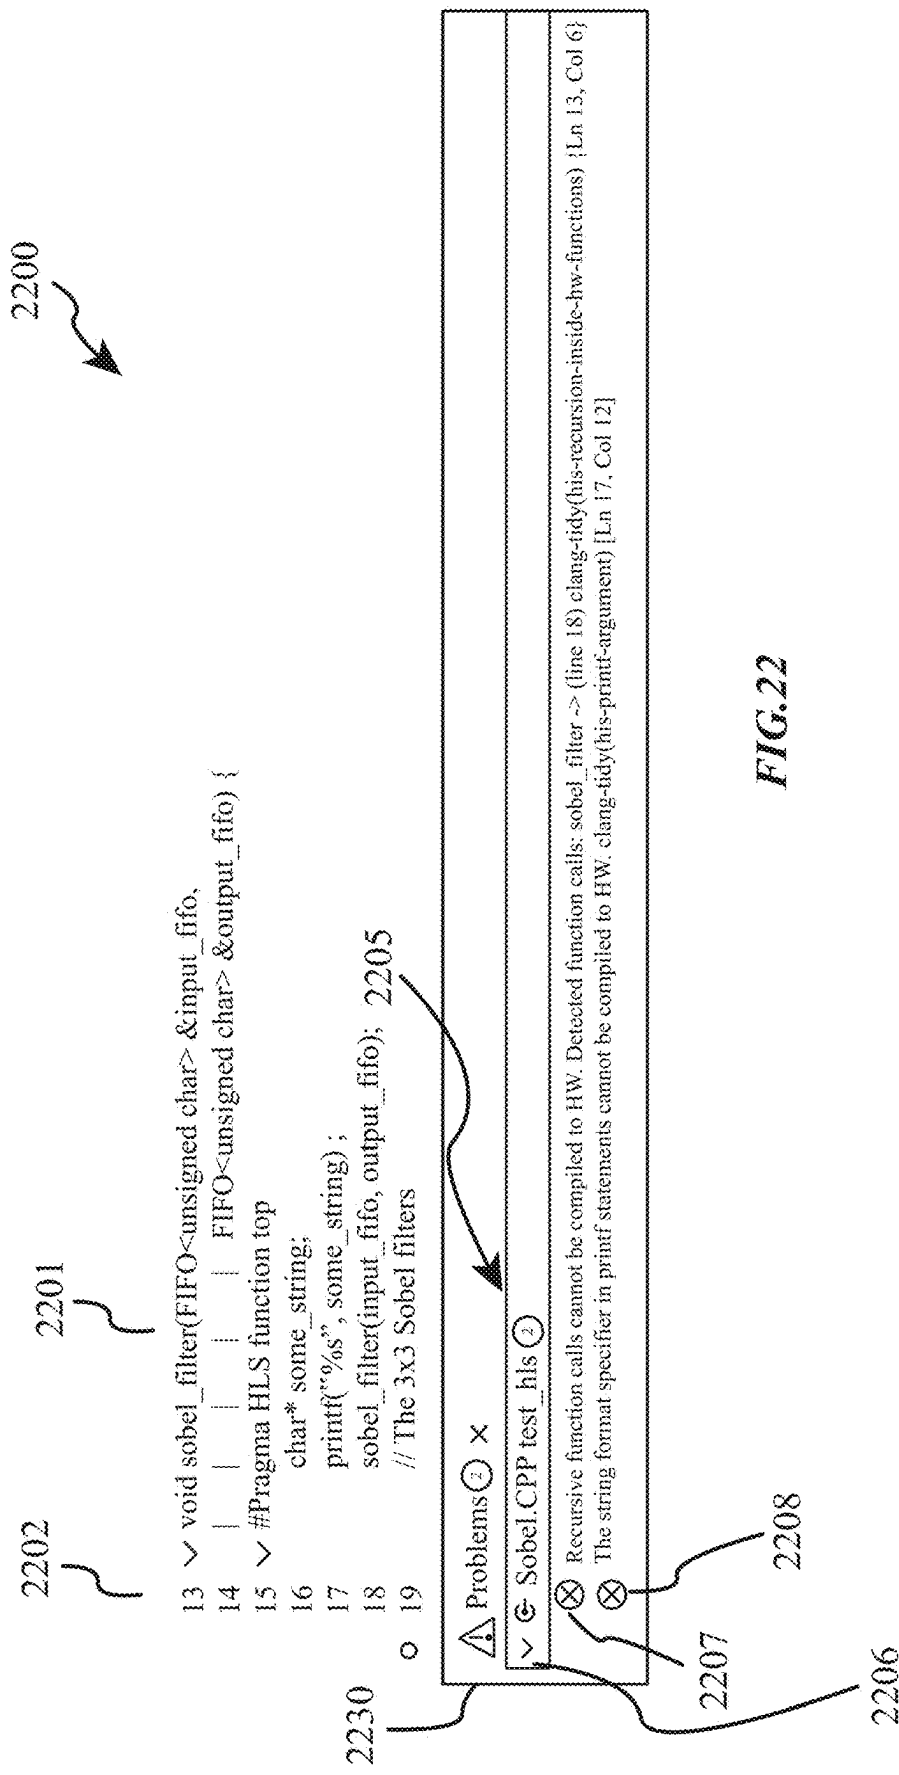 2200
2202
2201
13 void sobel_filter(FIFO<unsigned char> &input_fifo,
14 | | | | | FIFO<unsigned char> &output_fifo) {
15 #Pragma HLS function top
16 char* some_string;
17 printf("%s", some_string) ;
18 sobel_filter(input_fifo, output_fifo);
19 // The 3x3 Sobel filters
2205
2230
Problems 2 ×
Sobel.CPP test_hls 2
Recursive function calls cannot be compiled to HW. Detected function calls: sobel_filter -> (line 18) clang-tidy(his-recursion-inside-hw-functions) [Ln 13, Col 6}
The string format specifier in printf statements cannot be compiled to HW. clang-tidy(his-printf-argument) [Ln 17, Col 12]
2207
2208
2206
FIG.22